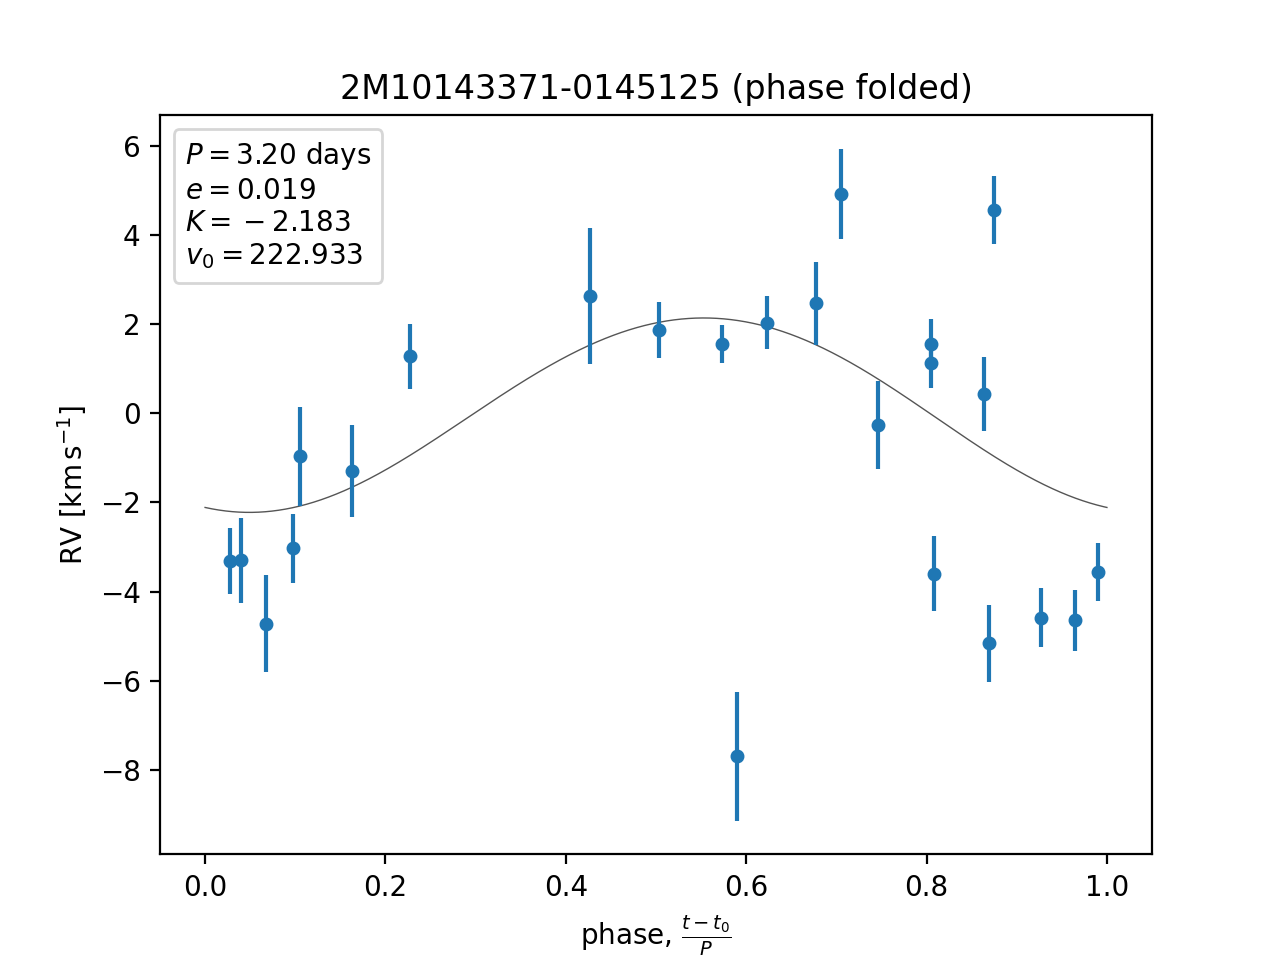 2M10143371-0145125 (phase folded)
P = 3.20 days
e = 0.019
K = −2.183
v₀ = 222.933
6
4
2
0
−2
−4
−6
−8
RV [km s⁻¹]
0.0 0.2 0.4 0.6 0.8 1.0
phase, (t − t₀)/P